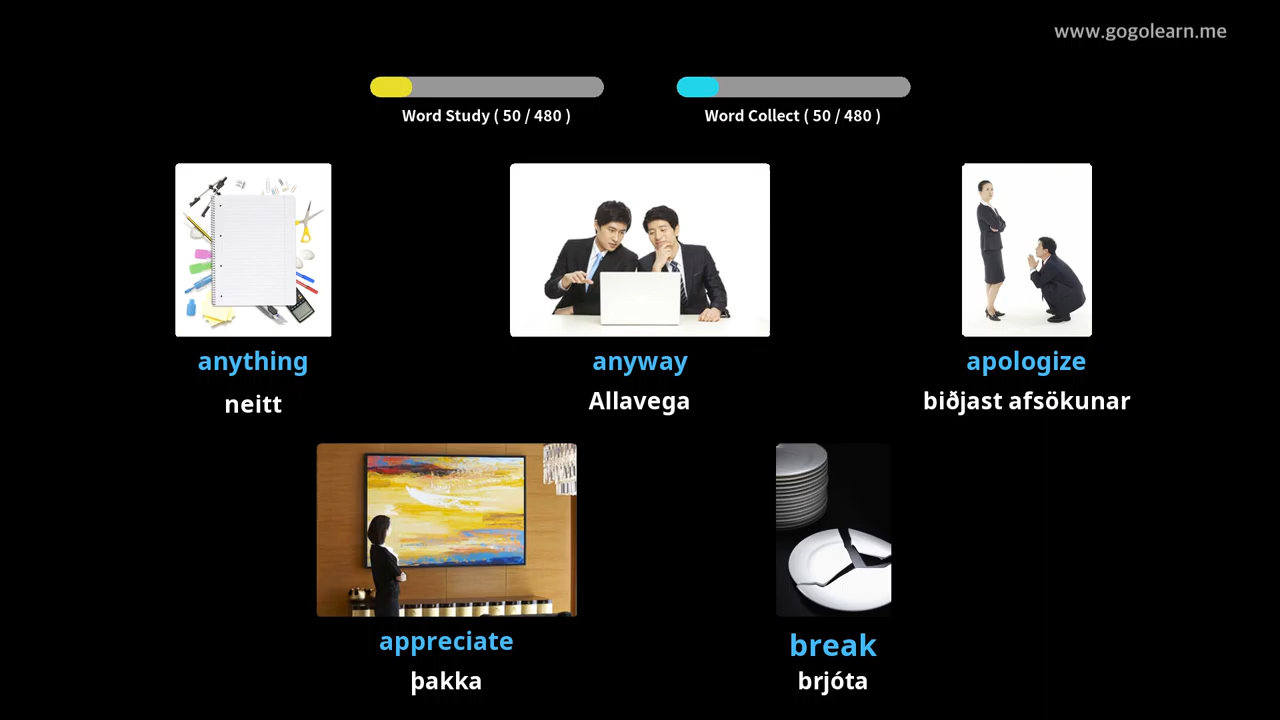 www.gogolearn.me
Word Study ( 50 / 480 )
Word Collect ( 50 / 480 )
anything
neitt
anyway
Allavega
apologize
biðjast afsökunar
appreciate
þakka
break
brjóta